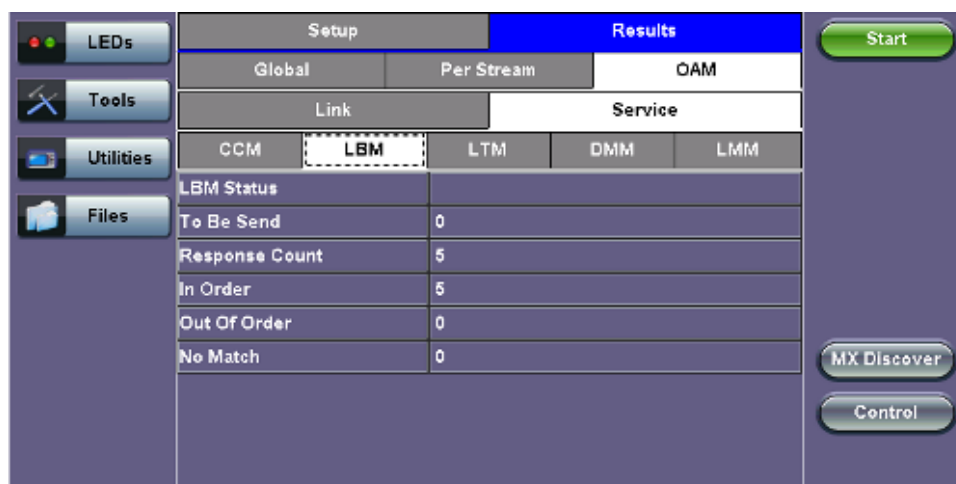 LEDs
Tools
Utilities
Files
Setup Results
Global Per Stream OAM
Link Service
CCM LBM LTM DMM LMM
LBM Status
To Be Send 0
Response Count 5
In Order 5
Out Of Order 0
No Match 0
Start
MX Discover
Control